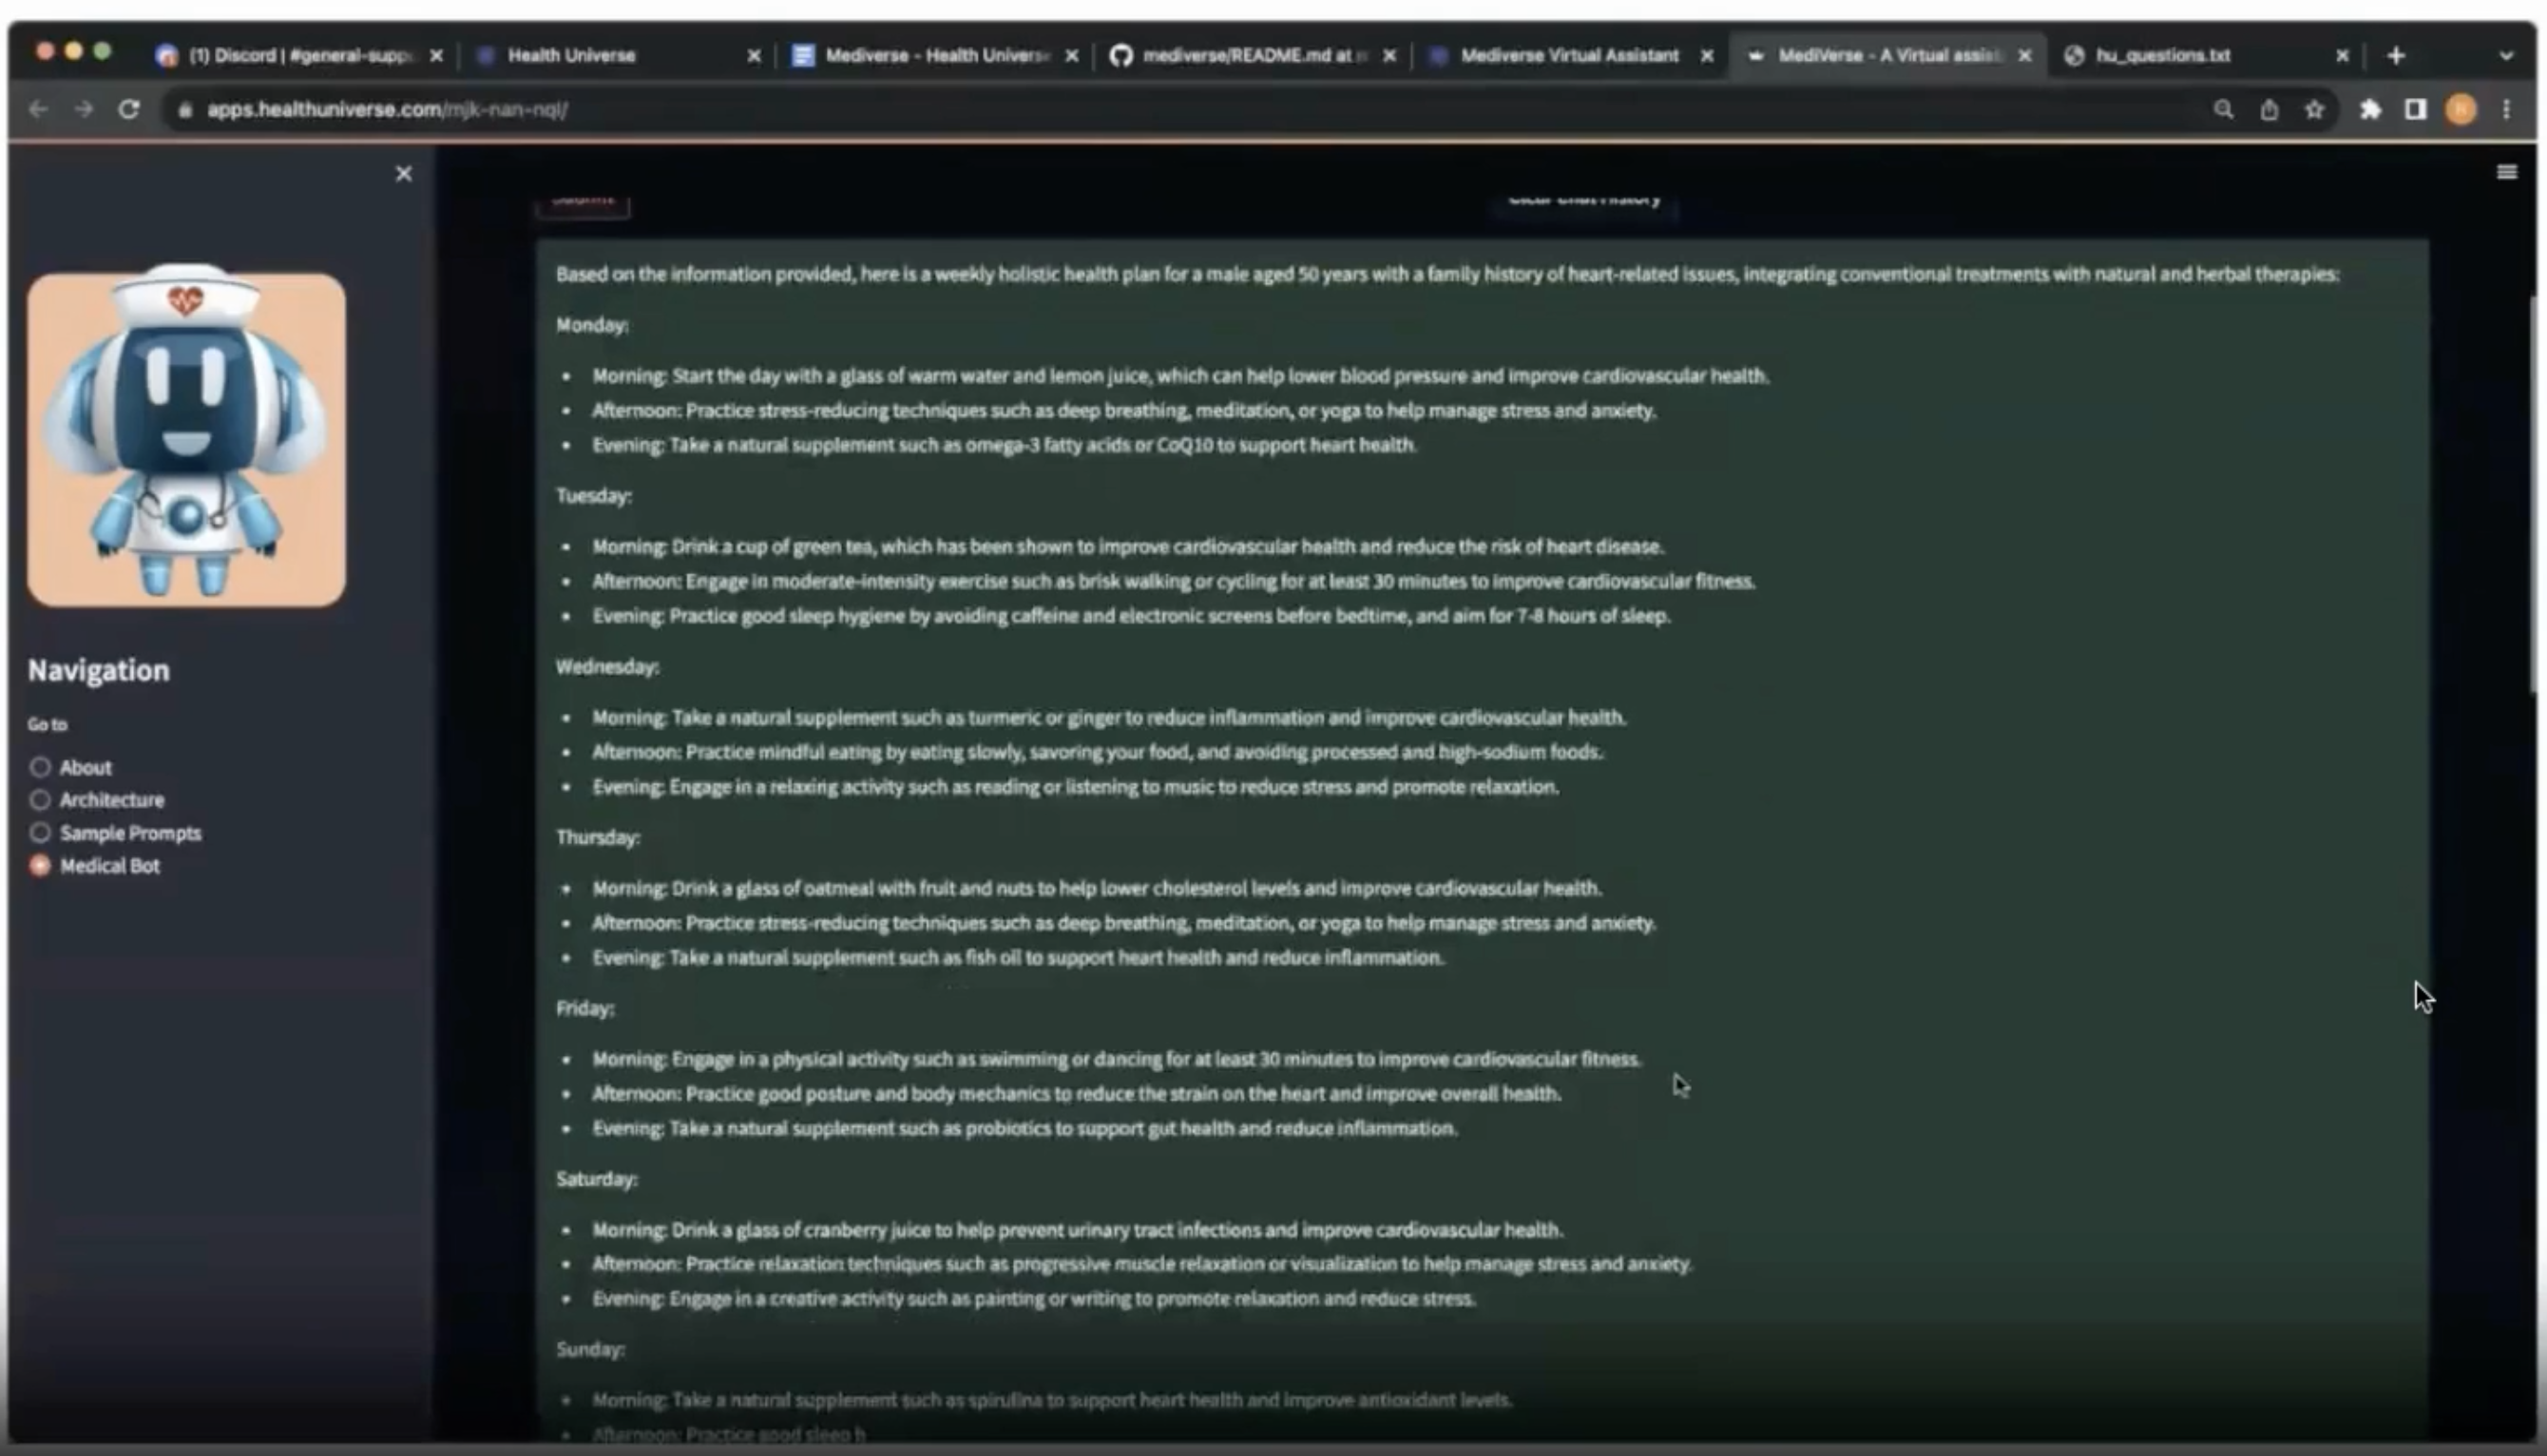 (1) Discord | #general-supp
Health Universe
Mediverse - Health Universe
mediverse/README.md at
Mediverse Virtual Assistant
MediVerse - A Virtual assist
hu_questions.txt
apps.healthuniverse.com/mjk-nan-nql/
Submit
Clear Chat History
Based on the information provided, here is a weekly holistic health plan for a male aged 50 years with a family history of heart-related issues, integrating conventional treatments with natural and herbal therapies:
Monday:
• Morning: Start the day with a glass of warm water and lemon juice, which can help lower blood pressure and improve cardiovascular health.
• Afternoon: Practice stress-reducing techniques such as deep breathing, meditation, or yoga to help manage stress and anxiety.
• Evening: Take a natural supplement such as omega-3 fatty acids or CoQ10 to support heart health.
Tuesday:
• Morning: Drink a cup of green tea, which has been shown to improve cardiovascular health and reduce the risk of heart disease.
• Afternoon: Engage in moderate-intensity exercise such as brisk walking or cycling for at least 30 minutes to improve cardiovascular fitness.
• Evening: Practice good sleep hygiene by avoiding caffeine and electronic screens before bedtime, and aim for 7-8 hours of sleep.
Wednesday:
• Morning: Take a natural supplement such as turmeric or ginger to reduce inflammation and improve cardiovascular health.
• Afternoon: Practice mindful eating by eating slowly, savoring your food, and avoiding processed and high-sodium foods.
• Evening: Engage in a relaxing activity such as reading or listening to music to reduce stress and promote relaxation.
Thursday:
• Morning: Drink a glass of oatmeal with fruit and nuts to help lower cholesterol levels and improve cardiovascular health.
• Afternoon: Practice stress-reducing techniques such as deep breathing, meditation, or yoga to help manage stress and anxiety.
• Evening: Take a natural supplement such as fish oil to support heart health and reduce inflammation.
Friday:
• Morning: Engage in a physical activity such as swimming or dancing for at least 30 minutes to improve cardiovascular fitness.
• Afternoon: Practice good posture and body mechanics to reduce the strain on the heart and improve overall health.
• Evening: Take a natural supplement such as probiotics to support gut health and reduce inflammation.
Saturday:
• Morning: Drink a glass of cranberry juice to help prevent urinary tract infections and improve cardiovascular health.
• Afternoon: Practice relaxation techniques such as progressive muscle relaxation or visualization to help manage stress and anxiety.
• Evening: Engage in a creative activity such as painting or writing to promote relaxation and reduce stress.
Sunday:
• Morning: Take a natural supplement such as spirulina to support heart health and improve antioxidant levels.
• Afternoon: Practice good sleep h
Navigation
Go to
About
Architecture
Sample Prompts
Medical Bot